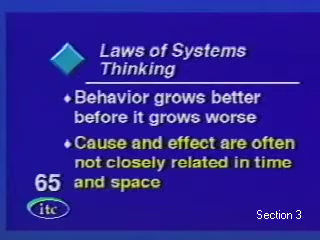 Laws of Systems
Thinking
♦Behavior grows better
before it grows worse
♦Cause and effect are often
not closely related in time
65 and space
itc
Section 3